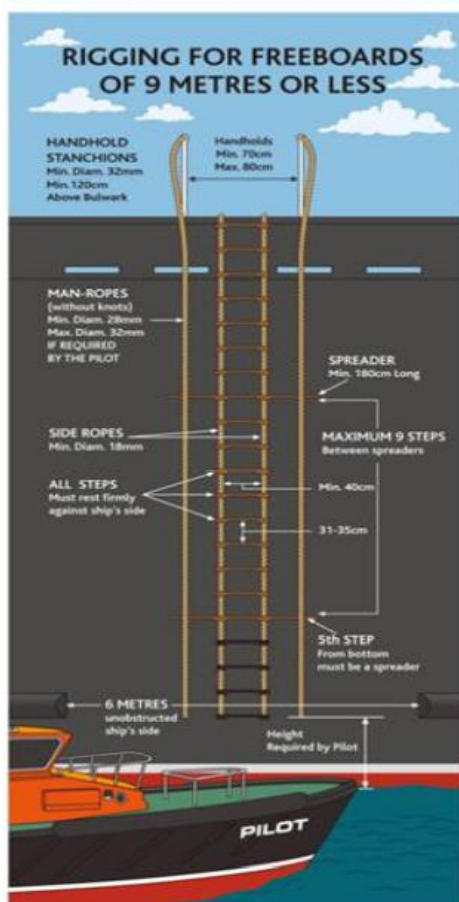 RIGGING FOR FREEBOARDS
OF 9 METRES OR LESS
HANDHOLD
STANCHIONS
Min. Diam. 32mm
Min. 120cm
Above Bulwark
Handholds
Min. 70cm
Max. 80cm
MAN-ROPES
(without knots)
Min. Diam. 28mm
Max. Diam. 32mm
IF REQUIRED
BY THE PILOT
SPREADER
Min. 180cm Long
SIDE ROPES
Min. Diam. 18mm
MAXIMUM 9 STEPS
Between spreaders
ALL STEPS
Must rest firmly
against ship's side
Min. 40cm
31-35cm
5th STEP
From bottom
must be a spreader
6 METRES
unobstructed
ship's side
Height
Required by Pilot
PILOT